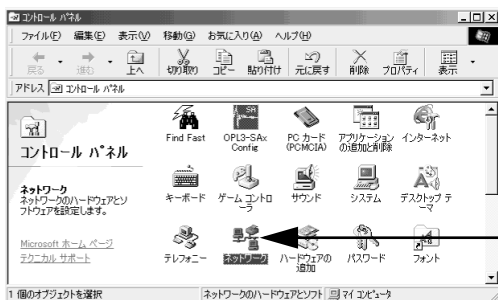 コントロール パネル
ファイル(F) 編集(E) 表示(V) 移動(G) お気に入り(A) ヘルプ(H)
戻る 進む 上へ 切り取り コピー 貼り付け 元に戻す 削除 プロパティ 表示
アドレス コントロール パネル
コントロール パネル
ネットワーク
ネットワークのハードウェアとソ
フトウェアを設定します。
Microsoft ホーム ページ
テクニカル サポート
Find Fast
OPL3-SAx
Config
PC カード
(PCMCIA)
アプリケーション
の追加と削除
インターネット
キーボード
ゲーム コントロ
ーラ
サウンド
システム
デスクトップ テ
ーマ
テレフォニー
ネットワーク
ハードウェアの
追加
パスワード
フォント
1 個のオブジェクトを選択 ネットワークのハードウェアとソフト マイ コンピュータ